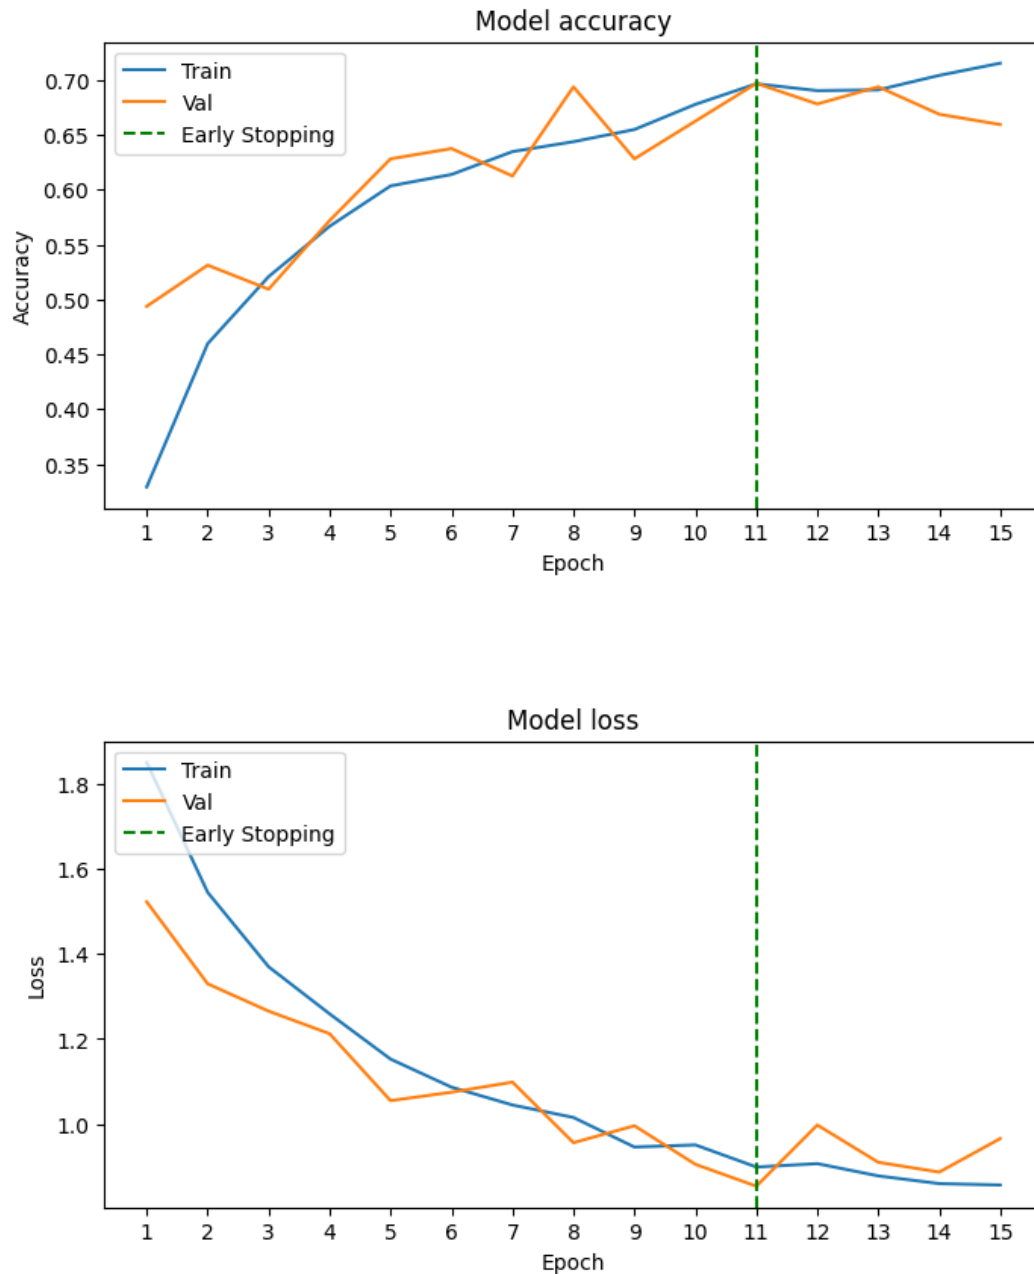 Model accuracy
Train
Val
Early Stopping
0.70
0.65
0.60
0.55
0.50
0.45
0.40
0.35
Accuracy
1 2 3 4 5 6 7 8 9 10 11 12 13 14 15
Epoch
Model loss
Train
Val
Early Stopping
1.8
1.6
1.4
1.2
1.0
Loss
1 2 3 4 5 6 7 8 9 10 11 12 13 14 15
Epoch